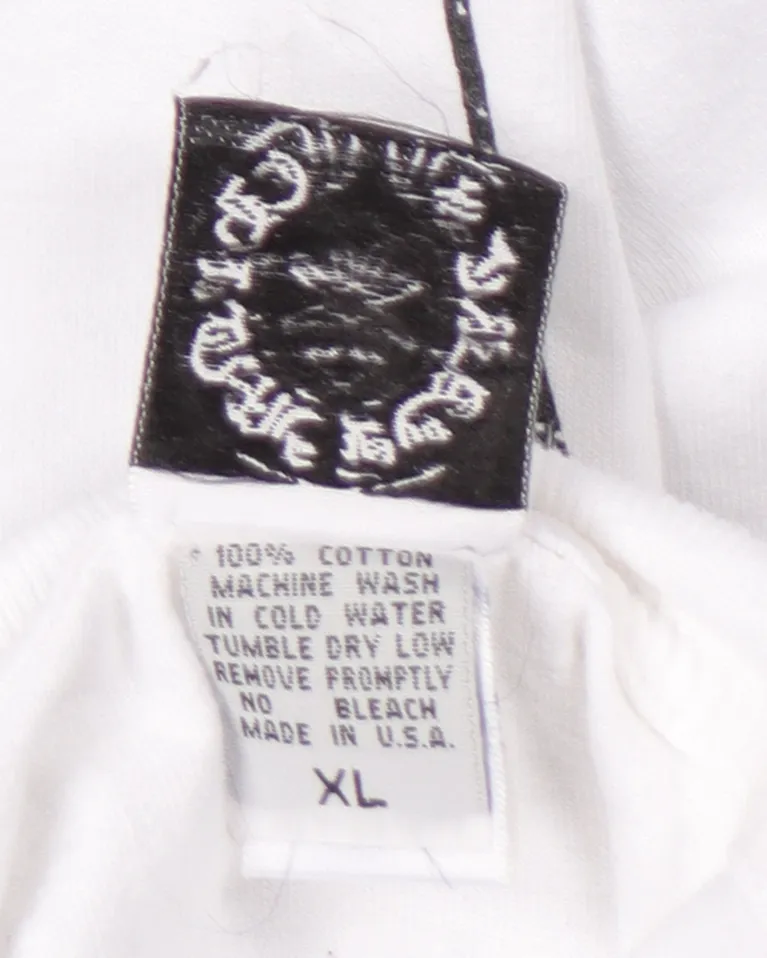 100% COTTON
MACHINE WASH
IN COLD WATER
TUMBLE DRY LOW
REMOVE PROMPTLY
NO BLEACH
MADE IN U.S.A.
XL